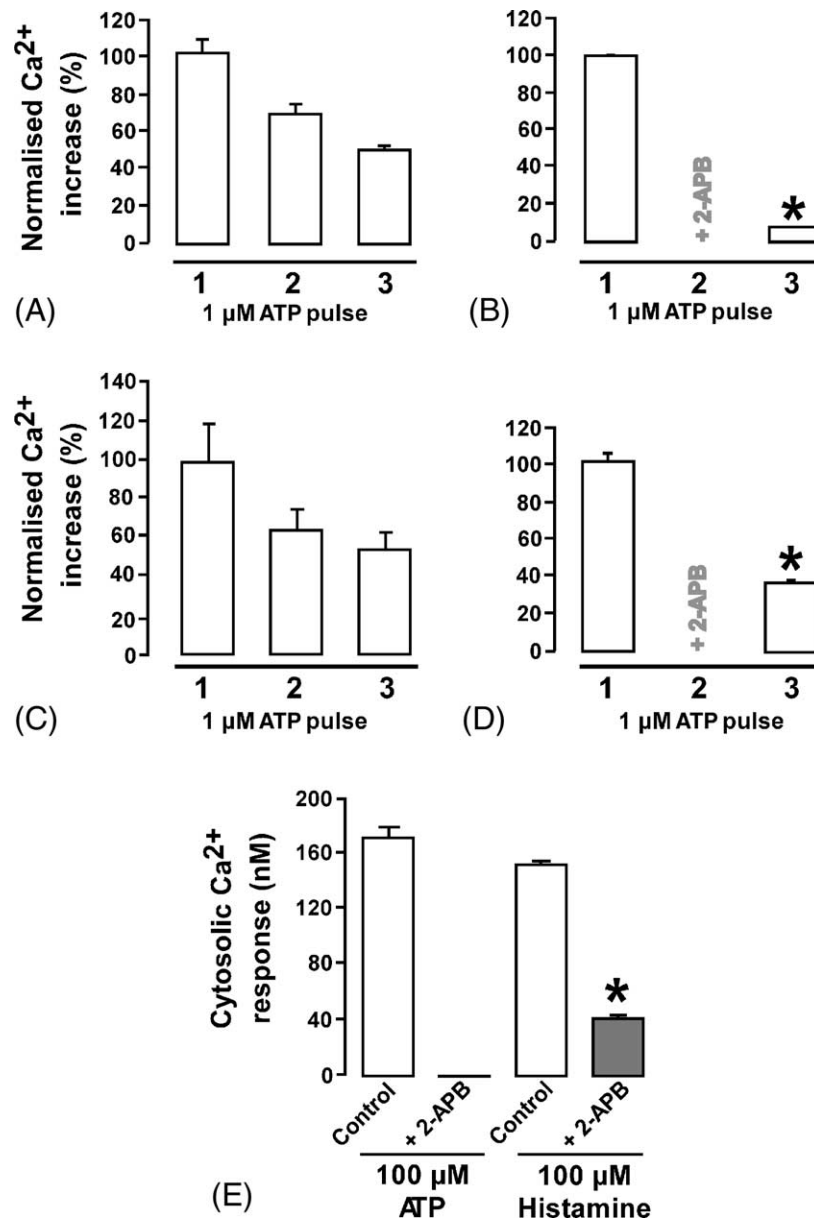 Normalised Ca2+
increase (%)
120
100
80
60
40
20
0
1 2 3
1 µM ATP pulse
(A)
120
100
80
60
40
20
0
+ 2-APB
*
1 2 3
1 µM ATP pulse
(B)
Normalised Ca2+
increase (%)
140
120
100
80
60
40
20
0
1 2 3
1 µM ATP pulse
(C)
120
100
80
60
40
20
0
+ 2-APB
*
1 2 3
1 µM ATP pulse
(D)
Cytosolic Ca2+
response (nM)
200
160
120
80
40
0
*
Control + 2-APB Control + 2-APB
100 µM 100 µM
ATP Histamine
(E)